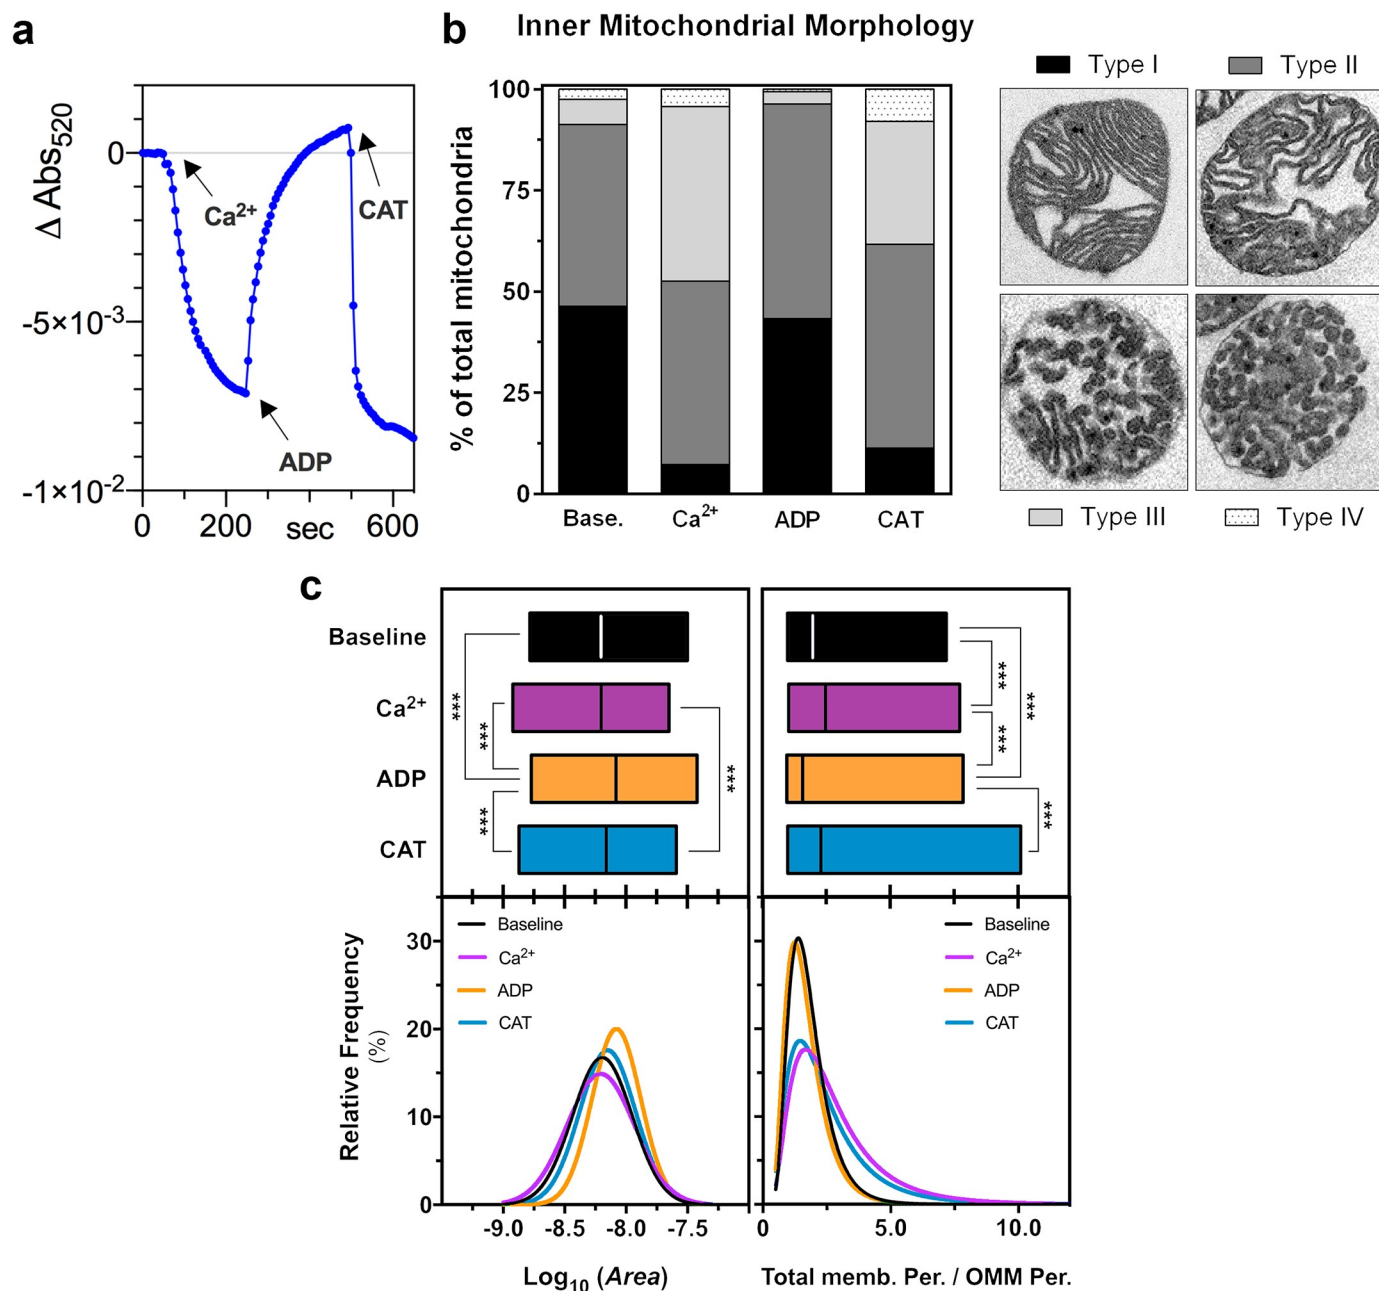 a
Δ Abs520
0
-5×10-3
-1×10-2
0
200
sec
600
Ca2+
ADP
CAT
b
Inner Mitochondrial Morphology
% of total mitochondria
100
75
50
25
0
Base.
Ca2+
ADP
CAT
Type I
Type II
Type III
Type IV
c
Baseline
Ca2+
ADP
CAT
***
***
***
***
***
***
***
***
Relative Frequency
(%)
30
20
10
0
Baseline
Ca2+
ADP
CAT
-9.0
-8.5
-8.0
-7.5
Log10 (Area)
Baseline
Ca2+
ADP
CAT
0
5.0
10.0
Total memb. Per. / OMM Per.